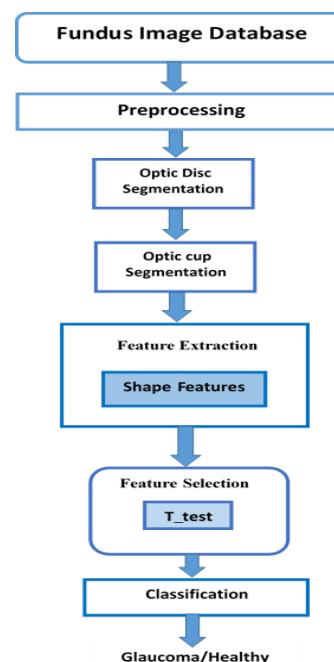 Fundus Image Database
Preprocessing
Optic Disc
Segmentation
Optic cup
Segmentation
Feature Extraction
Shape Features
Feature Selection
T_test
Classification
Glaucoma/Healthy